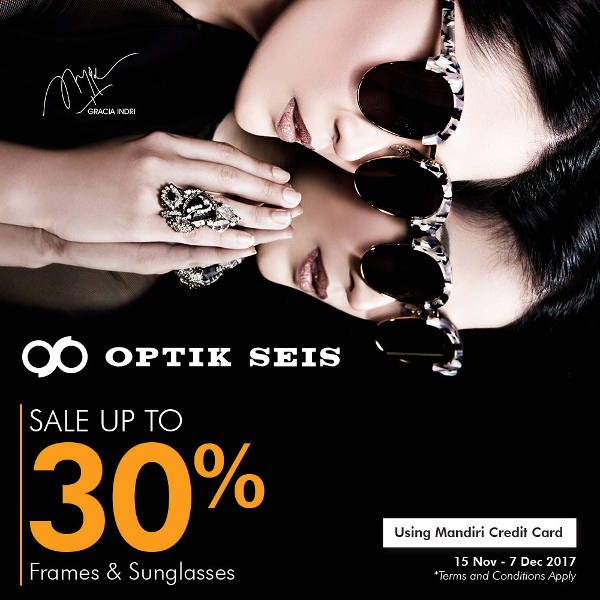 GRACIA INDRI
OPTIK SEIS
SALE UP TO
30%
Frames & Sunglasses
Using Mandiri Credit Card
15 Nov - 7 Dec 2017
*Terms and Conditions Apply